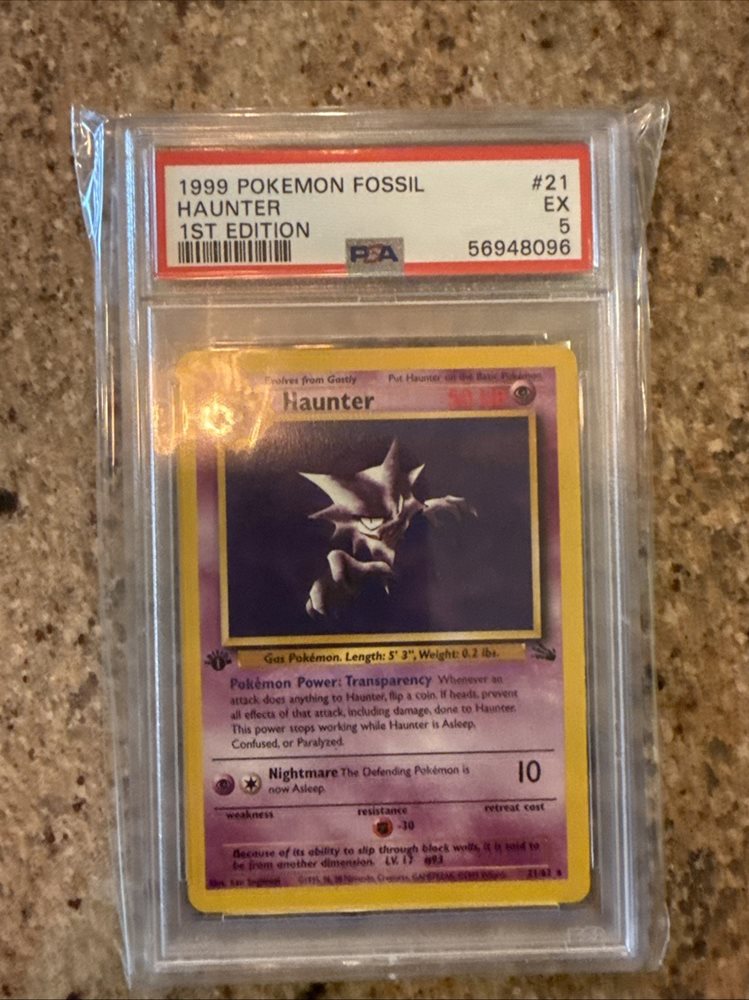 1999 POKEMON FOSSIL #21
HAUNTER EX
1ST EDITION 5
PSA 56948096
Evolves from Gastly Put Haunter on the Basic Pokémon
Haunter 50 HP
Gas Pokémon. Length: 5' 3", Weight: 0.2 lbs.
Pokémon Power: Transparency Whenever an
attack does anything to Haunter, flip a coin. If heads, prevent
all effects of that attack, including damage, done to Haunter.
This power stops working while Haunter is Asleep,
Confused, or Paralyzed.
Nightmare The Defending Pokémon is 10
now Asleep.
weakness resistance retreat cost
-30
Because of its ability to slip through block walls, it is said to
be from another dimension. LV. 17 #93
21/62